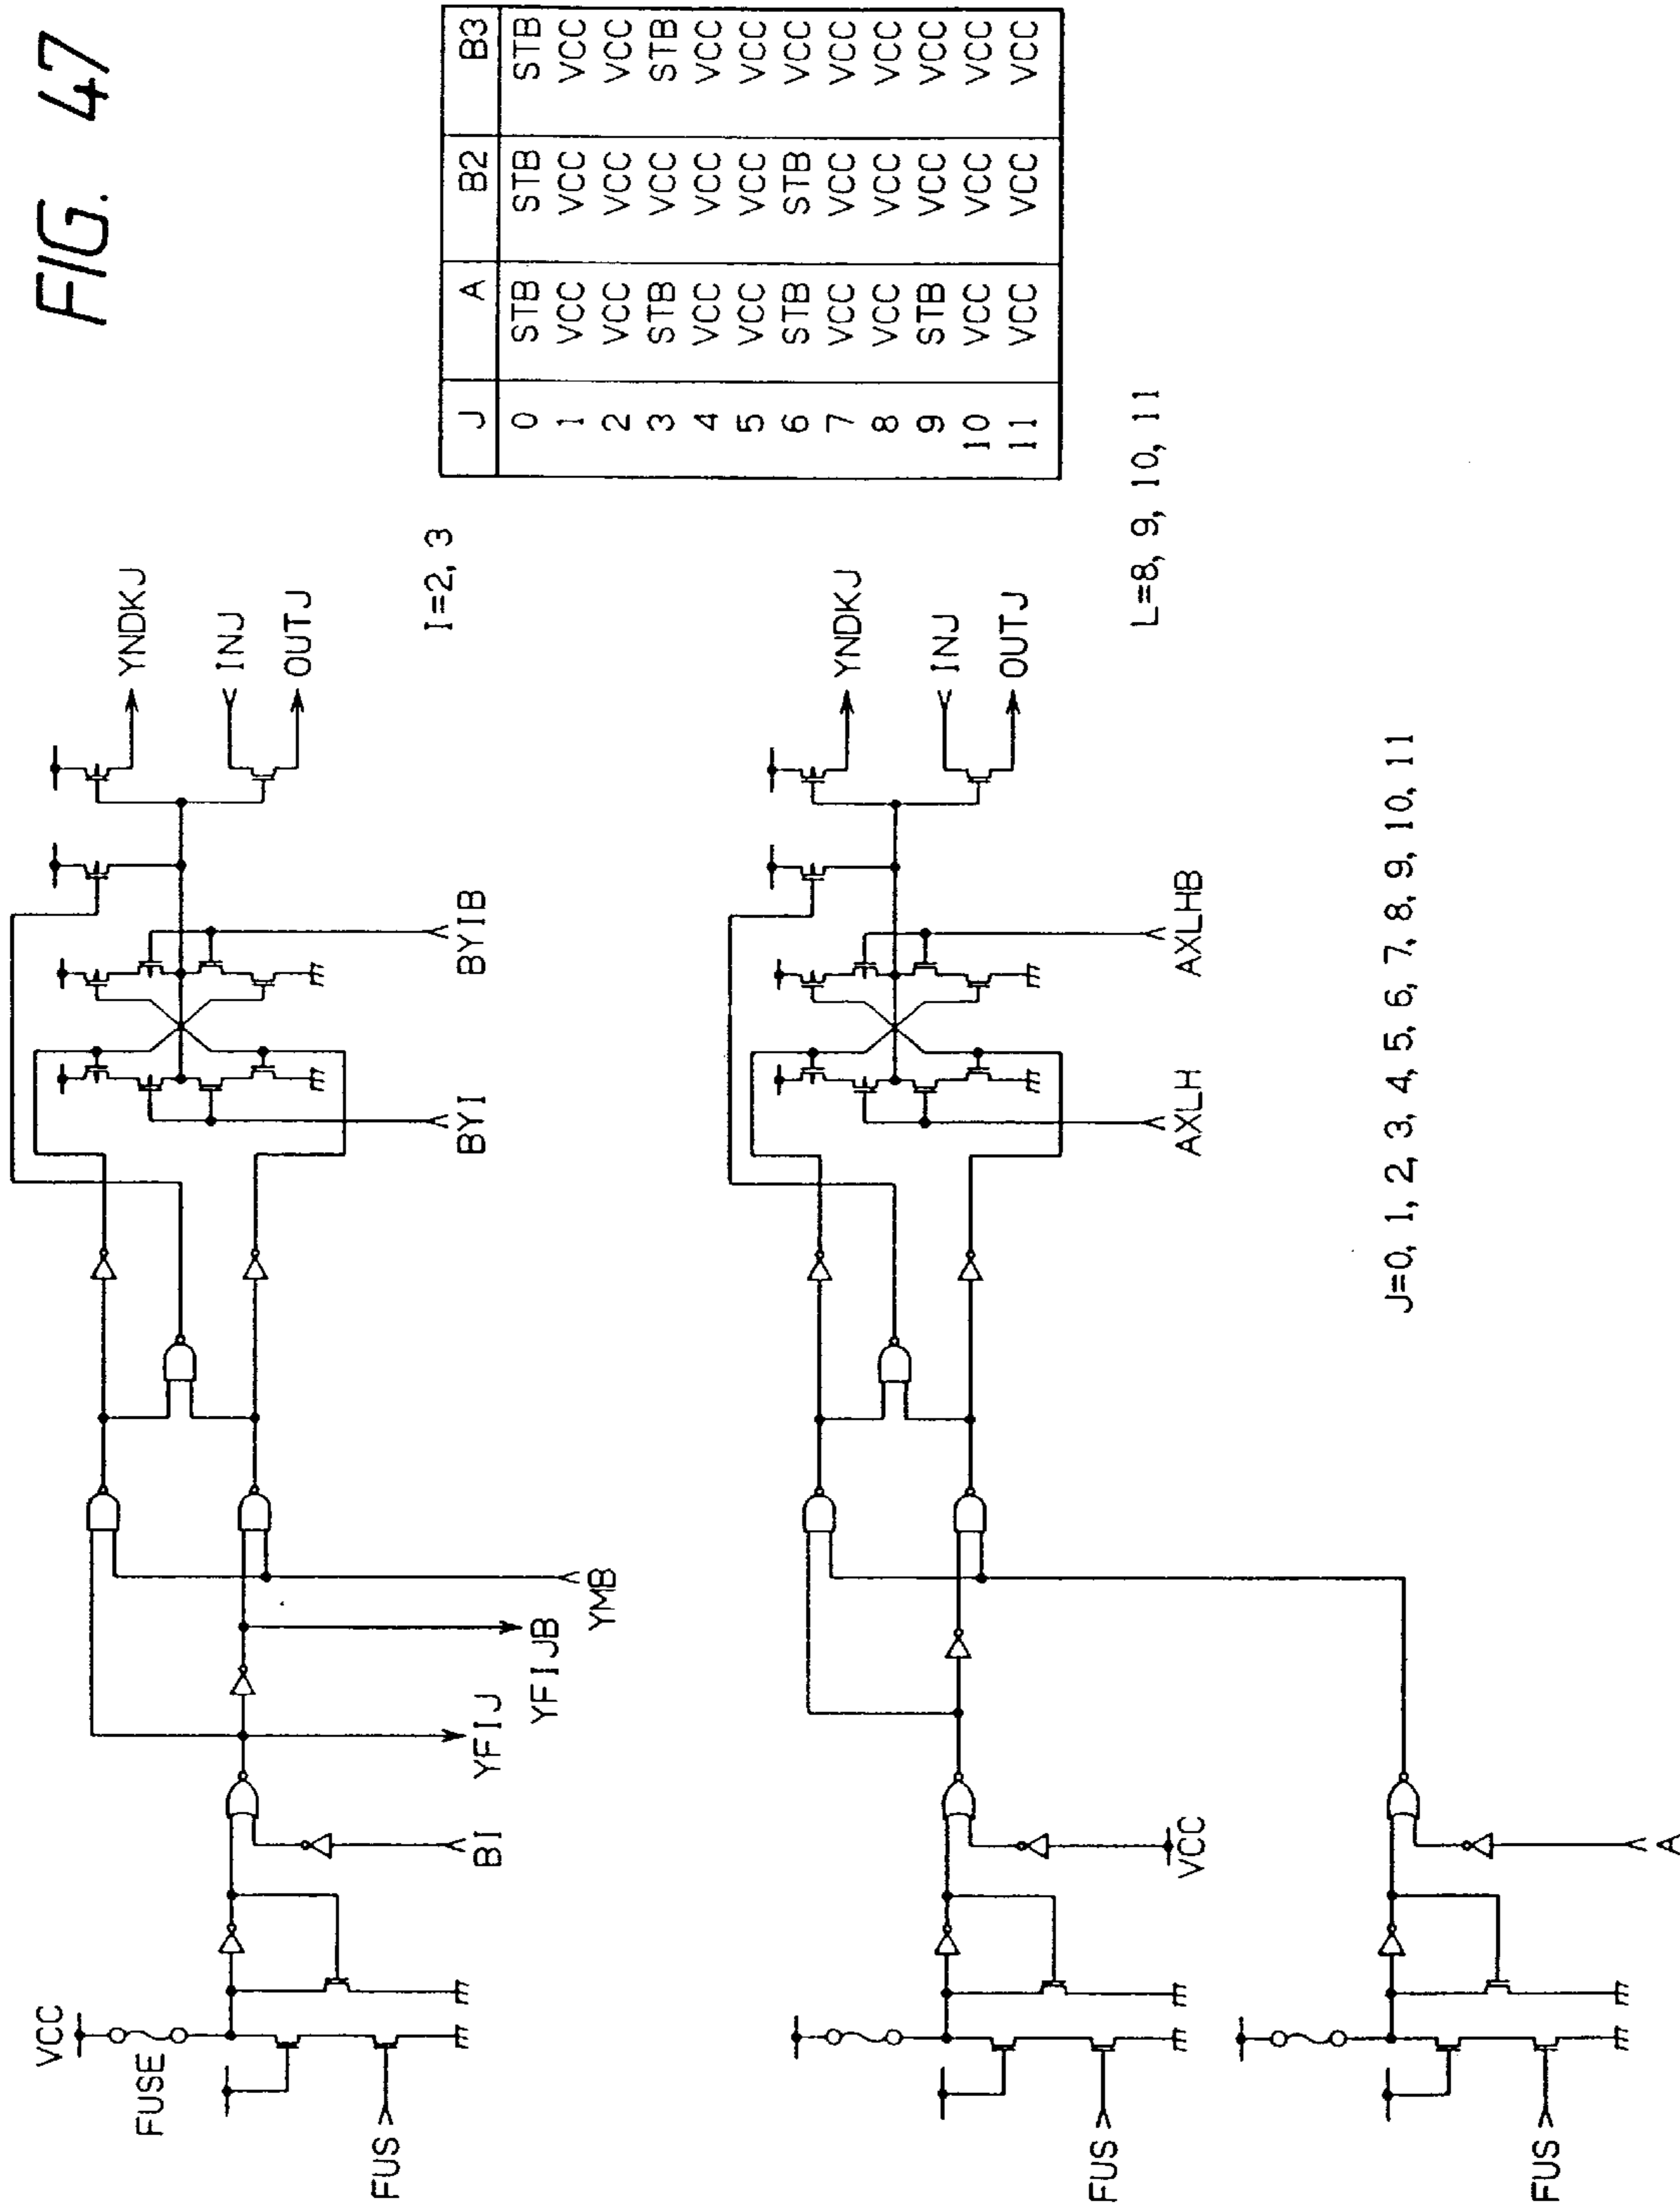 FIG. 47
VCC
FUSE
FUS
BI
YFIJ
YFIJB
YMB
BYI
BYIB
YNDKJ
INJ
OUTJ
I=2, 3
J A B2 B3
0 STB STB STB
1 VCC VCC VCC
2 VCC VCC VCC
3 STB VCC STB
4 VCC VCC VCC
5 VCC VCC VCC
6 STB STB VCC
7 VCC VCC VCC
8 VCC VCC VCC
9 STB VCC VCC
10 VCC VCC VCC
11 VCC VCC VCC
FUS
VCC
AXLH
AXLHB
YNDKJ
INJ
OUTJ
L=8, 9, 10, 11
FUS
A
J=0, 1, 2, 3, 4, 5, 6, 7, 8, 9, 10, 11